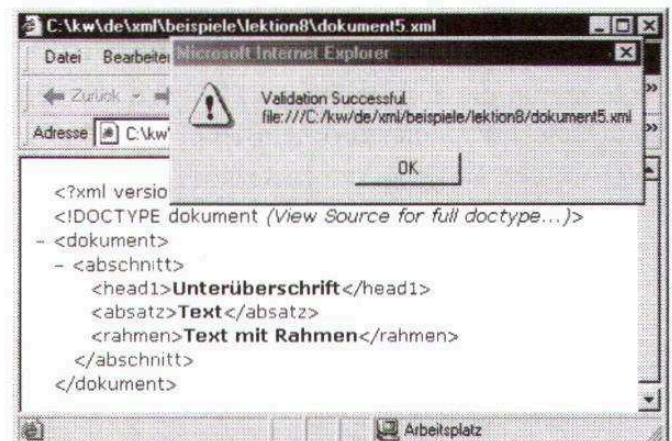 C:\kw\de\xml\beispiele\lektion8\dokument5.xml
Datei Bearbeiten
Microsoft Internet Explorer
Zurück
Validation Successful.
file:///C:/kw/de/xml/beispiele/lektion8/dokument5.xml
Adresse C:\kw\
OK
<?xml versio
<!DOCTYPE dokument (View Source for full doctype...)>
- <dokument>
- <abschnitt>
<head1>Unterüberschrift</head1>
<absatz>Text</absatz>
<rahmen>Text mit Rahmen</rahmen>
</abschnitt>
</dokument>
Arbeitsplatz